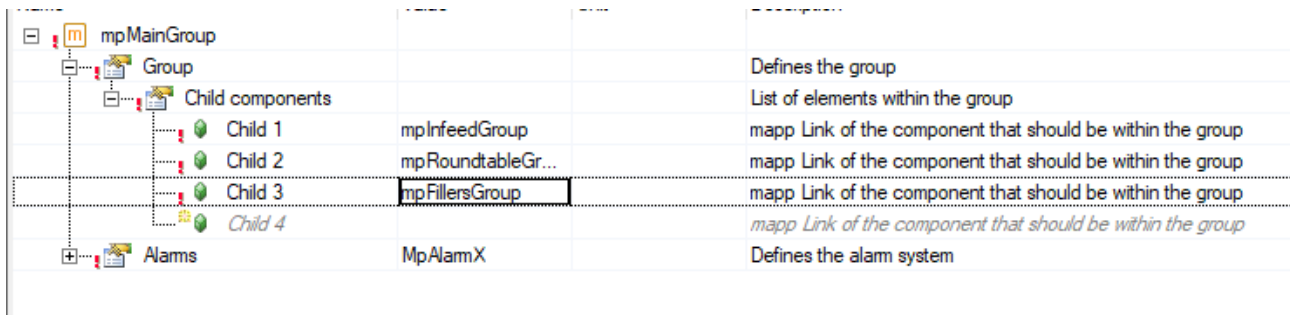 mpMainGroup
Group Defines the group
Child components List of elements within the group
Child 1 mpInfeedGroup mapp Link of the component that should be within the group
Child 2 mpRoundtableGr... mapp Link of the component that should be within the group
Child 3 mpFillersGroup mapp Link of the component that should be within the group
Child 4 mapp Link of the component that should be within the group
Alarms MpAlarmX Defines the alarm system